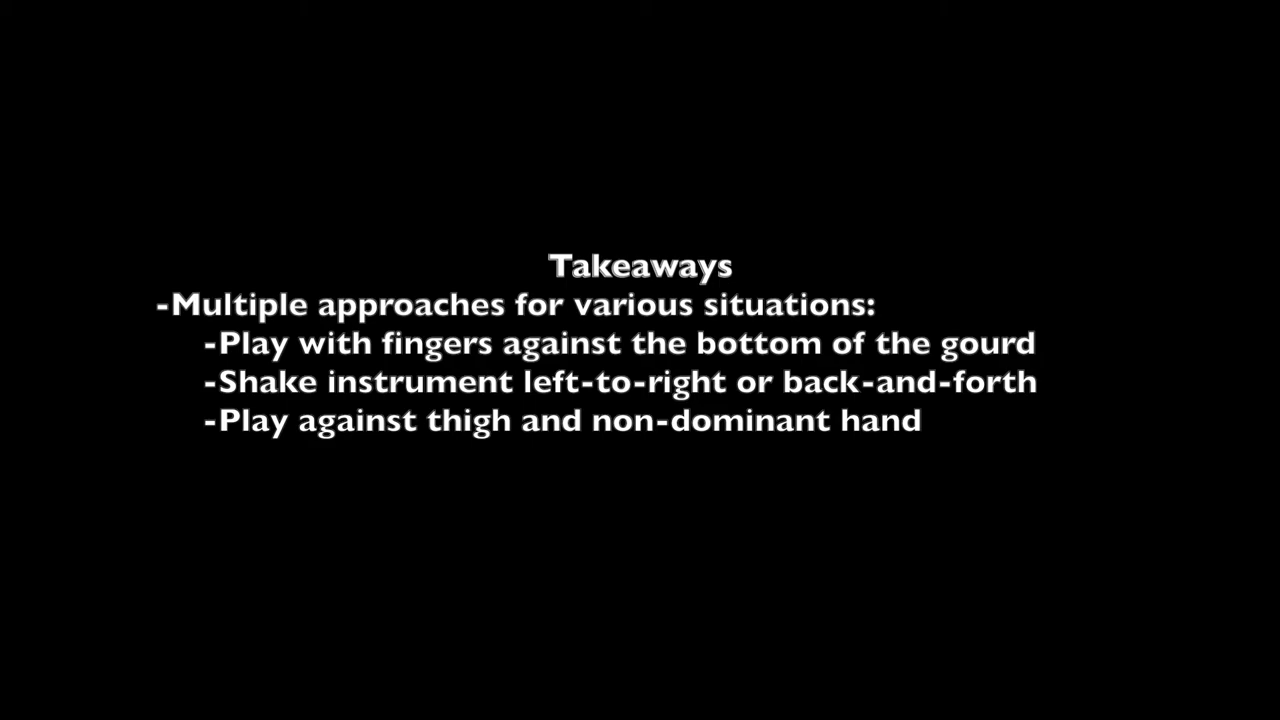 Takeaways
-Multiple approaches for various situations:
-Play with fingers against the bottom of the gourd
-Shake instrument left-to-right or back-and-forth
-Play against thigh and non-dominant hand